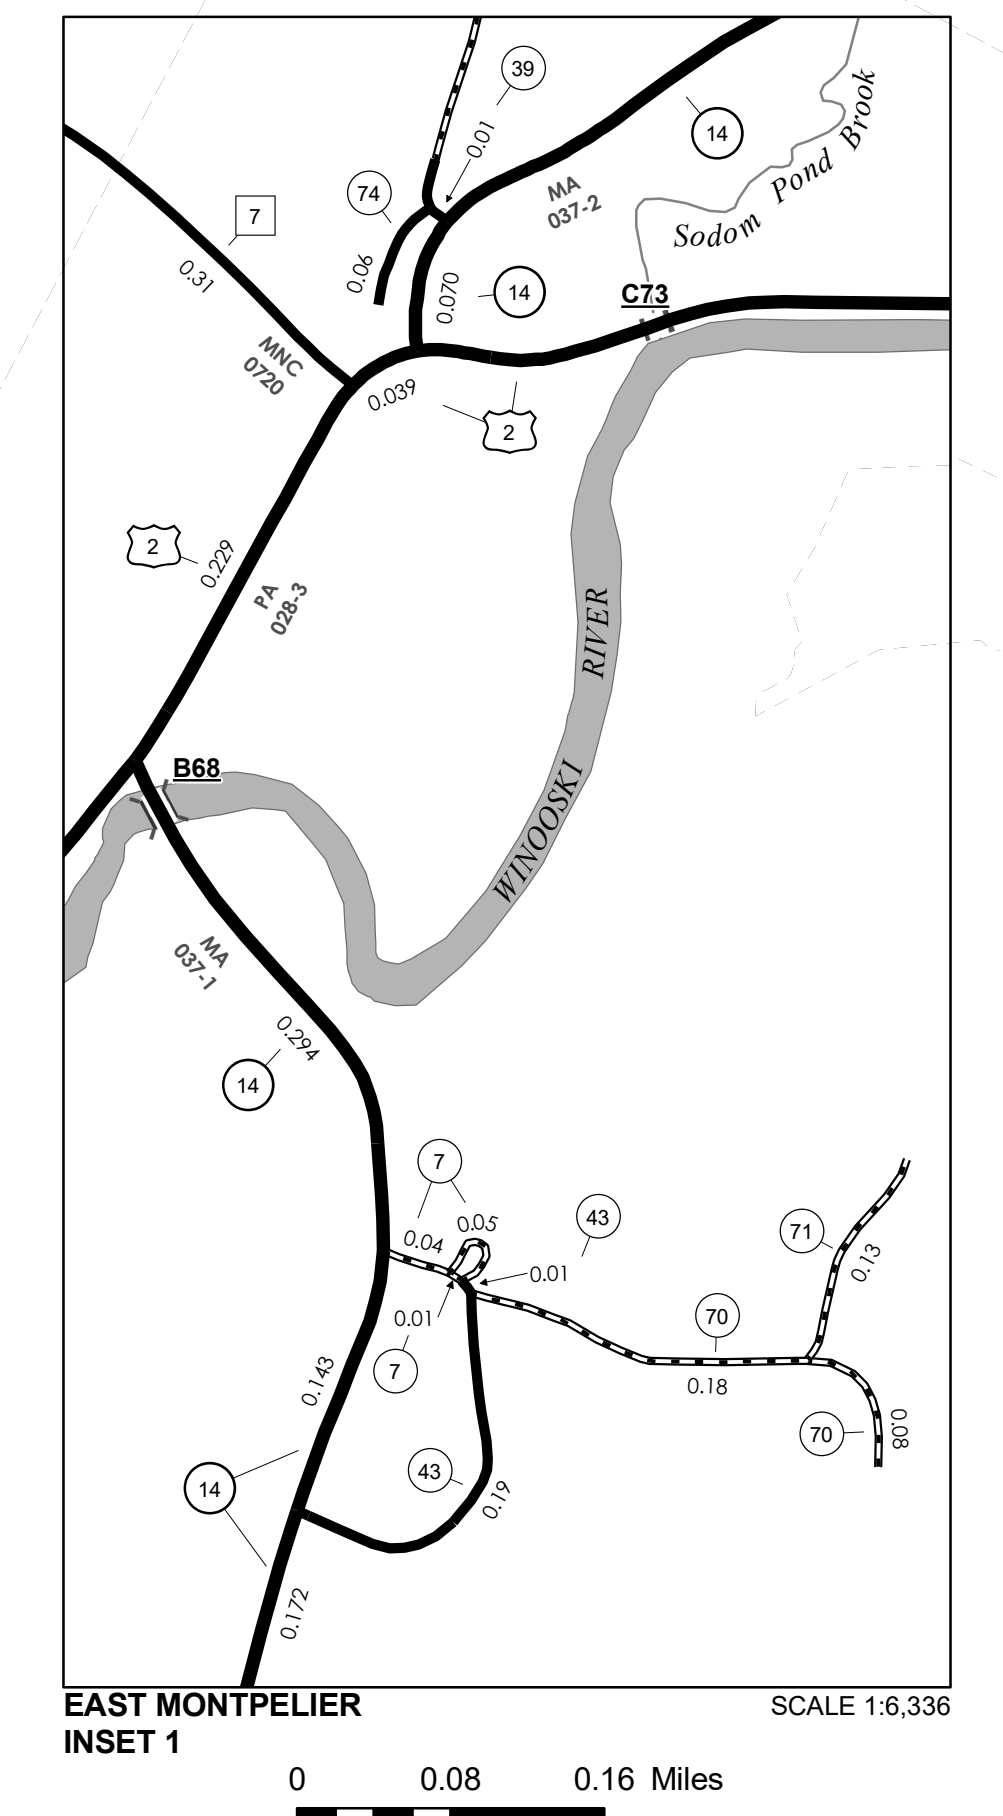 39
0.01
14
Sodom Pond Brook
74
MA
037-2
7
0.31
0.06
0.070
14
C73
MNC
0720
0.039
2
2
0.229
PA
028-3
RIVER
WINOOSKI
B68
MA
037-1
0.294
14
7
0.04
0.05
43
0.01
71
0.13
0.01
7
70
0.18
0.143
70
0.08
43
0.19
14
0.172
EAST MONTPELIER
INSET 1
SCALE 1:6,336
0 0.08 0.16 Miles